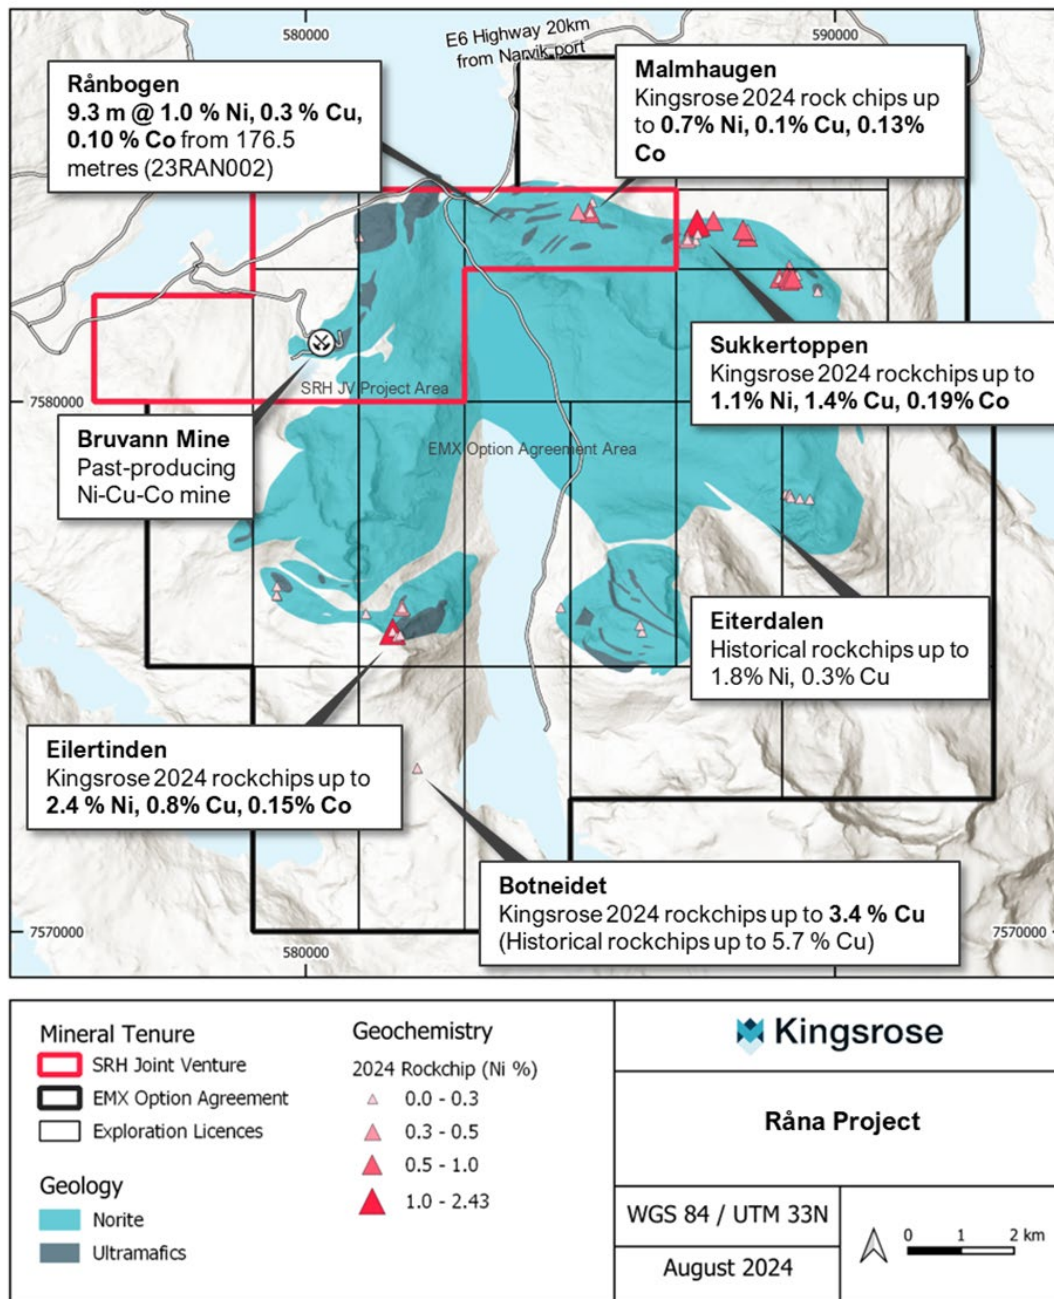 580000
590000
E6 Highway 20km
from Narvik port
Rånbogen
9.3 m @ 1.0 % Ni, 0.3 % Cu,
0.10 % Co from 176.5
metres (23RAN002)
Malmhaugen
Kingsrose 2024 rock chips up
to 0.7% Ni, 0.1% Cu, 0.13%
Co
Sukkertoppen
Kingsrose 2024 rockchips up to
1.1% Ni, 1.4% Cu, 0.19% Co
SRH JV Project Area
7580000
Bruvann Mine
Past-producing
Ni-Cu-Co mine
EMX Option Agreement Area
Eiterdalen
Historical rockchips up to
1.8% Ni, 0.3% Cu
Eilertinden
Kingsrose 2024 rockchips up to
2.4 % Ni, 0.8% Cu, 0.15% Co
Botneidet
Kingsrose 2024 rockchips up to 3.4 % Cu
(Historical rockchips up to 5.7 % Cu)
7570000
7570000
580000
Mineral Tenure
SRH Joint Venture
EMX Option Agreement
Exploration Licences
Geology
Norite
Ultramafics
Geochemistry
2024 Rockchip (Ni %)
0.0 - 0.3
0.3 - 0.5
0.5 - 1.0
1.0 - 2.43
Kingsrose
Råna Project
WGS 84 / UTM 33N
August 2024
0 1 2 km